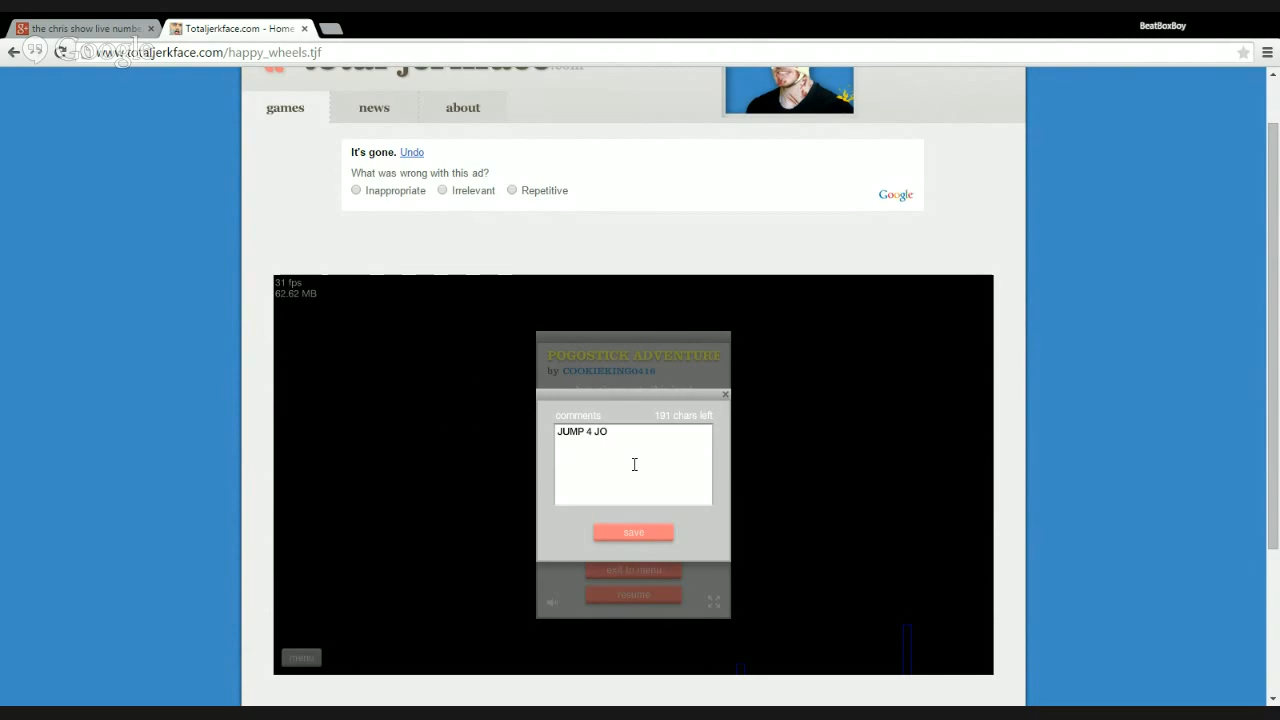 the chris show live numb
Totaljerkface.com - Home
BeatBoxBoy
Google
www.totaljerkface.com/happy_wheels.tjf
games
news
about
It's gone. Undo
What was wrong with this ad?
Inappropriate
Irrelevant
Repetitive
Google
31 fps
62.62 MB
POGOSTICK ADVENTURE
by COOKIEKING0416
comments
191 chars left
JUMP 4 JO
save
exit to menu
resume
menu